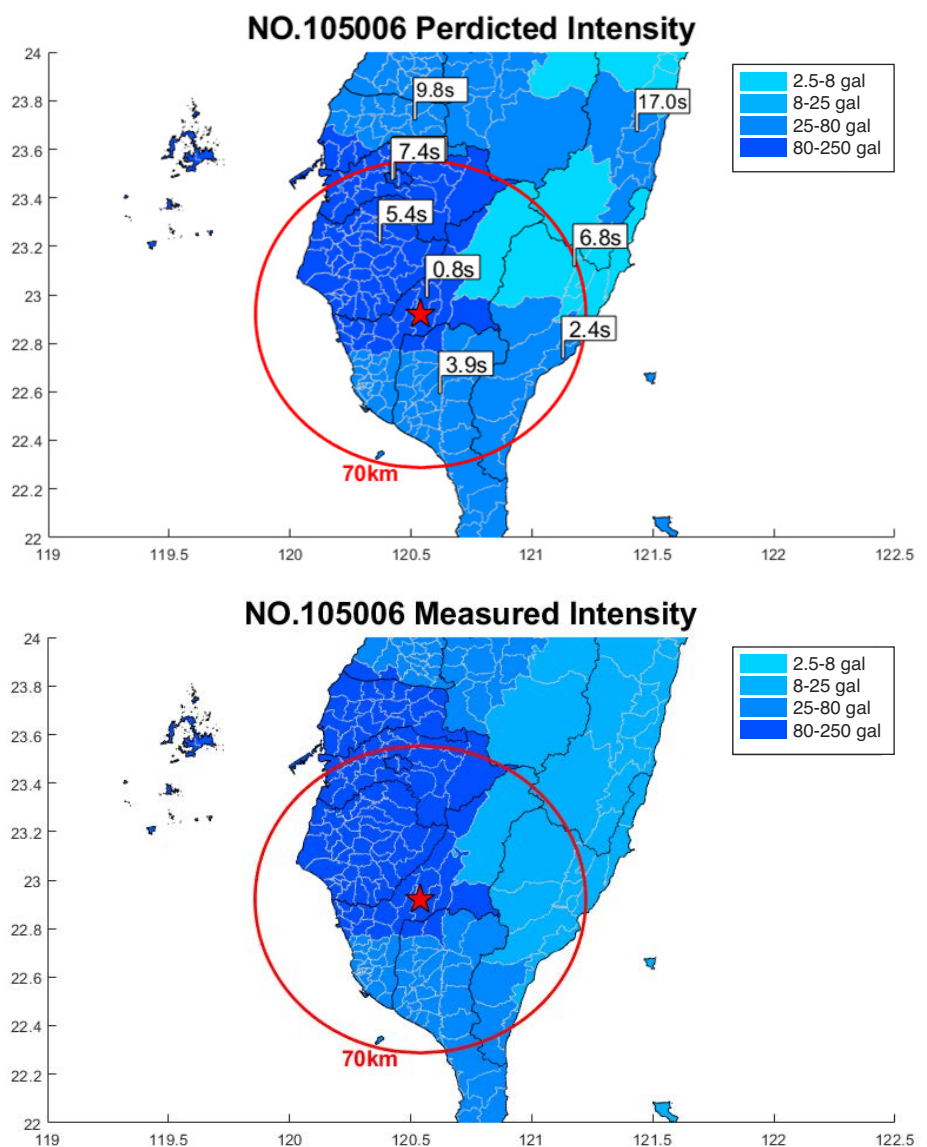 NO.105006 Perdicted Intensity
24
23.8
23.6
23.4
23.2
23
22.8
22.6
22.4
22.2
22
119
119.5
120
120.5
121
121.5
122
122.5
9.8s
17.0s
7.4s
5.4s
6.8s
0.8s
2.4s
3.9s
70km
2.5-8 gal
8-25 gal
25-80 gal
80-250 gal
NO.105006 Measured Intensity
24
23.8
23.6
23.4
23.2
23
22.8
22.6
22.4
22.2
22
119
119.5
120
120.5
121
121.5
122
122.5
70km
2.5-8 gal
8-25 gal
25-80 gal
80-250 gal